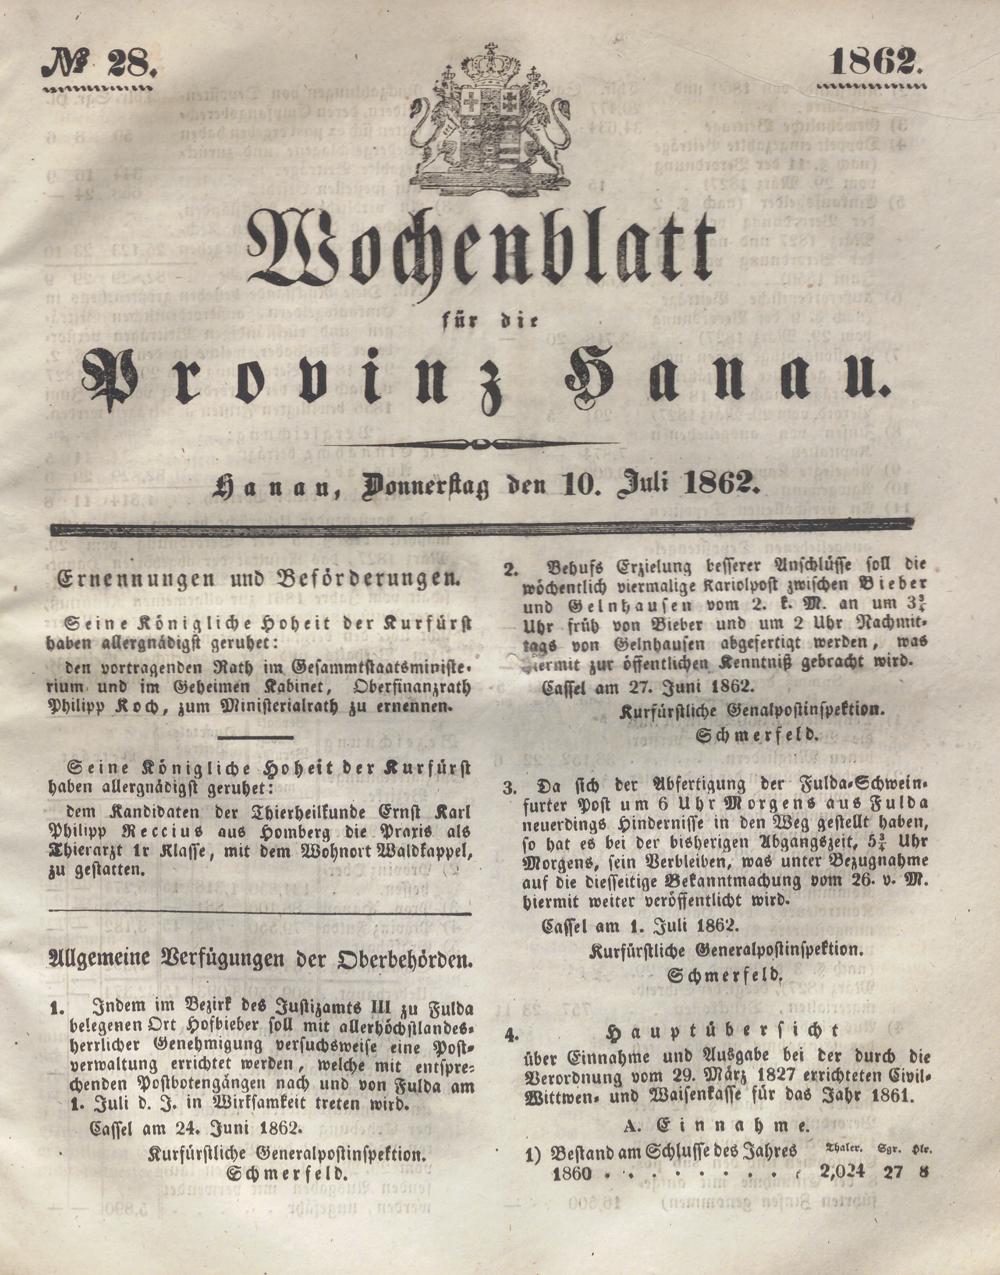 № 28.
1862.
Wochenblatt
für die
Provinz Hanau.
Hanau, Donnerstag den 10. Juli 1862.
Ernennungen und Beförderungen.
Seine Königliche Hoheit der Kurfürst
haben allergnädigst geruhet:
den vortragenden Rath im Gesammtstaatsministe-
rium und im Geheimen Kabinet, Oberfinanzrath
Philipp Koch, zum Ministerialrath zu ernennen.
Seine Königliche Hoheit der Kurfürst
haben allergnädigst geruhet:
dem Kandidaten der Thierheilkunde Ernst Karl
Philipp Reccius aus Homberg die Praxis als
Thierarzt 1r Klasse, mit dem Wohnort Waldkappel,
zu gestatten.
Allgemeine Verfügungen der Oberbehörden.
1. Indem im Bezirk des Justizamts III zu Fulda
belegenen Ort Hofbieber soll mit allerhöchstlandes-
herrlicher Genehmigung versuchsweise eine Post-
verwaltung errichtet werden, welche mit entspre-
chenden Postbotengängen nach und von Fulda am
1. Juli d. J. in Wirksamkeit treten wird.
Cassel am 24. Juni 1862.
Kurfürstliche Generalpostinspektion.
Schmerfeld.
2. Behufs Erzielung besserer Anschlüsse soll die
wöchentlich viermalige Kariolpost zwischen Bieber
und Gelnhausen vom 2. k. M. an um 3¾
Uhr früh von Bieber und um 2 Uhr Nachmit-
tags von Gelnhausen abgefertigt werden, was
hiermit zur öffentlichen Kenntniß gebracht wird.
Cassel am 27. Juni 1862.
Kurfürstliche Genalpostinspektion.
Schmerfeld.
3. Da sich der Abfertigung der Fulda-Schwein-
furter Post um 6 Uhr Morgens aus Fulda
neuerdings Hindernisse in den Weg gestellt haben,
so hat es bei der bisherigen Abgangszeit, 5¾ Uhr
Morgens, sein Verbleiben, was unter Bezugnahme
auf die diesseitige Bekanntmachung vom 26. v. M.
hiermit weiter veröffentlicht wird.
Cassel am 1. Juli 1862.
Kurfürstliche Generalpostinspektion.
Schmerfeld.
4. Hauptübersicht
über Einnahme und Ausgabe bei der durch die
Verordnung vom 29. März 1827 errichteten Civil-
Wittwen- und Waisenkasse für das Jahr 1861.
A. Einnahme.
1) Bestand am Schlusse des Jahres Thaler. Sgr. Hlr.
1860 . . . . . . . . 2,024 27 8